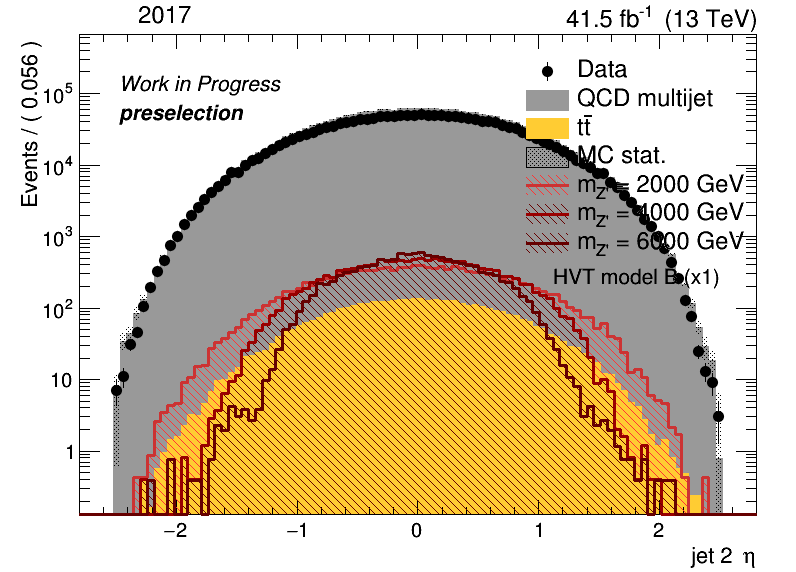 2017
41.5 fb⁻¹ (13 TeV)
Events / ( 0.056 )
10⁵
10⁴
10³
10²
10
1
Work in Progress
preselection
Data
QCD multijet
tt̄
MC stat.
m_Z' = 2000 GeV
m_Z' = 4000 GeV
m_Z' = 6000 GeV
HVT model B (x1)
−2 −1 0 1 2
jet 2 η